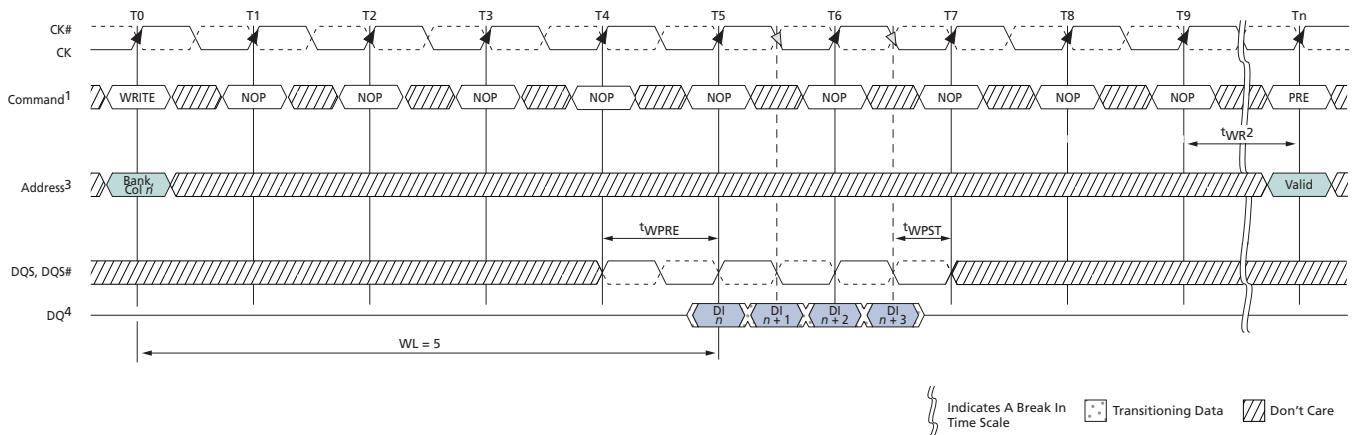 T0 T1 T2 T3 T4 T5 T6 T7 T8 T9 Tn
CK#
CK
Command1 WRITE NOP NOP NOP NOP NOP NOP NOP NOP NOP PRE
tWR2
Address3 Bank, Col n Valid
tWPRE tWPST
DQS, DQS#
DQ4 DI n DI n + 1 DI n + 2 DI n + 3
WL = 5
Indicates A Break In
Time Scale
Transitioning Data
Don't Care